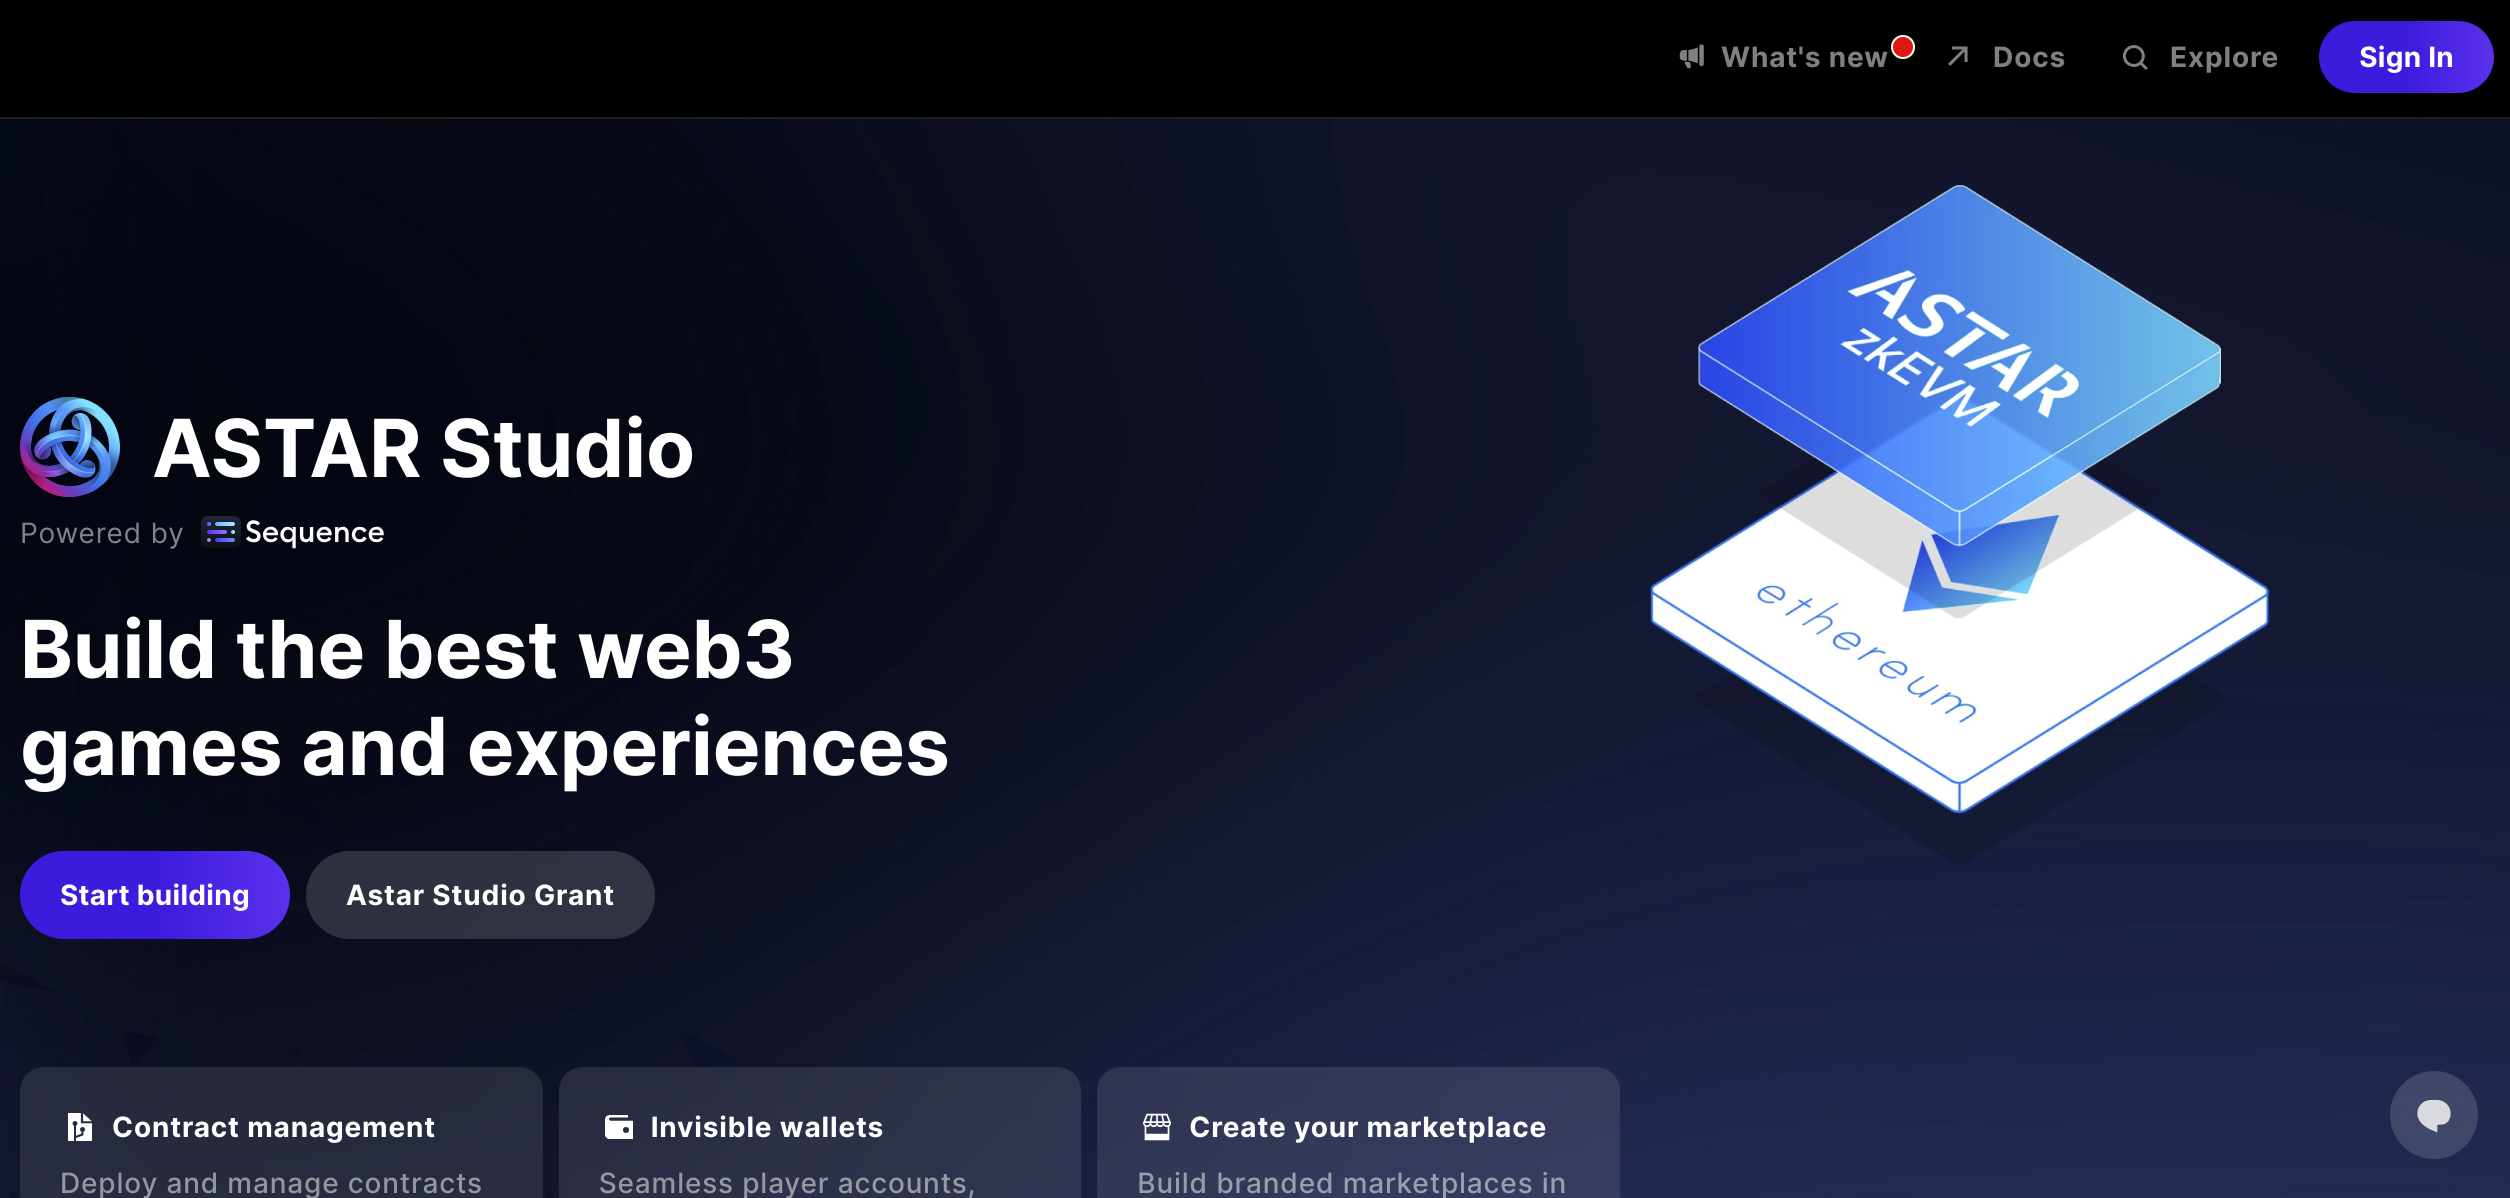 What's new
Docs
Explore
Sign In
ASTAR
zkEVM
ethereum
ASTAR Studio
Powered by Sequence
Build the best web3
games and experiences
Start building
Astar Studio Grant
Contract management
Deploy and manage contracts
Invisible wallets
Seamless player accounts,
Create your marketplace
Build branded marketplaces in